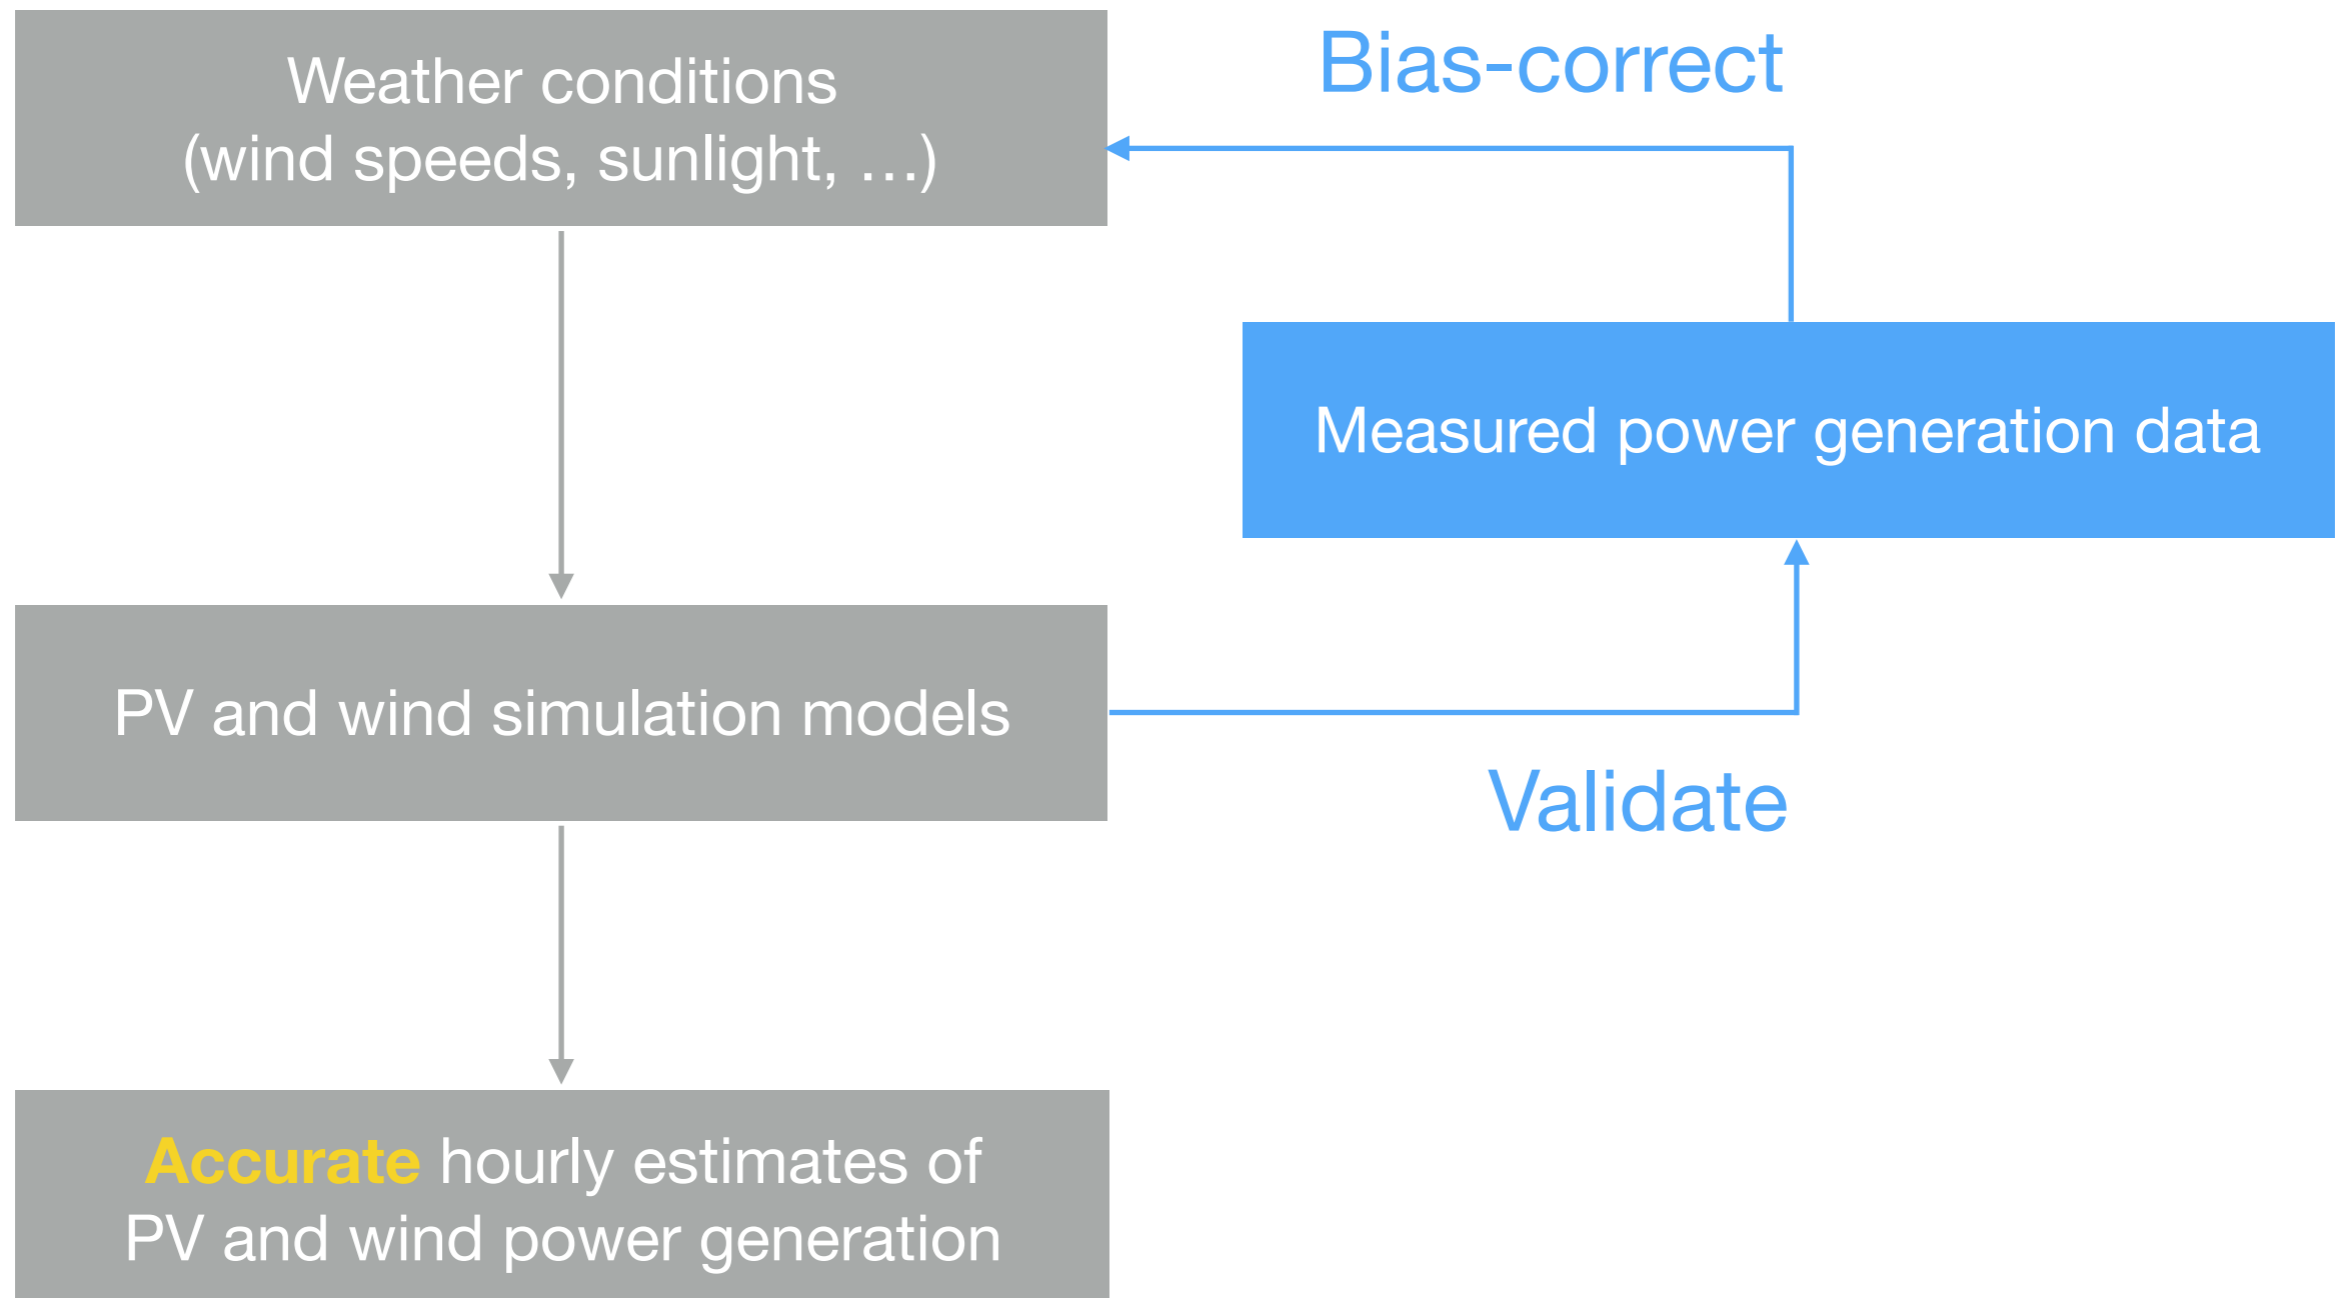 Weather conditions
(wind speeds, sunlight, …)
Bias-correct
Measured power generation data
PV and wind simulation models
Validate
Accurate hourly estimates of
PV and wind power generation